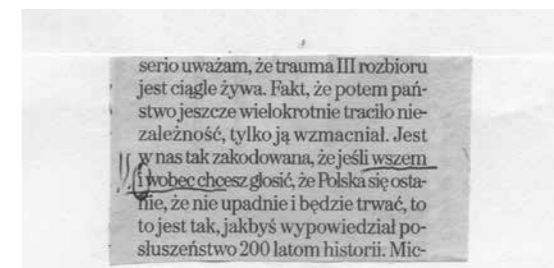 serio uważam, że trauma III rozbioru
jest ciągle żywa. Fakt, że potem pań-
stwo jeszcze wielokrotnie traciło nie-
zależność, tylko ją wzmacniał. Jest
w nas tak zakodowana, że jeśli wszem
i wobec chcesz głosić, że Polska się osta-
nie, że nie upadnie i będzie trwać, to
to jest tak, jakbyś wypowiedział po-
słuszeństwo 200 latom historii. Mic-